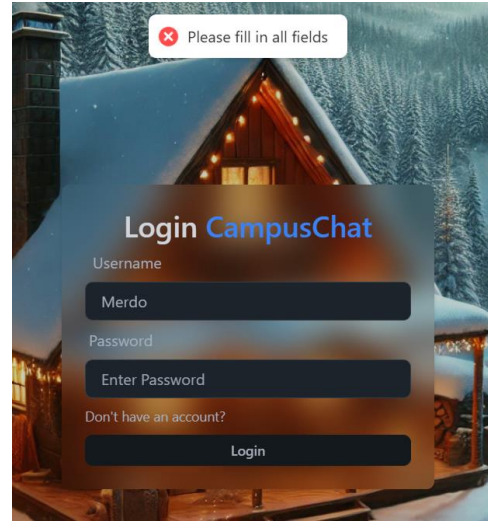 Please fill in all fields
Login CampusChat
Username
Merdo
Password
Enter Password
Don't have an account?
Login